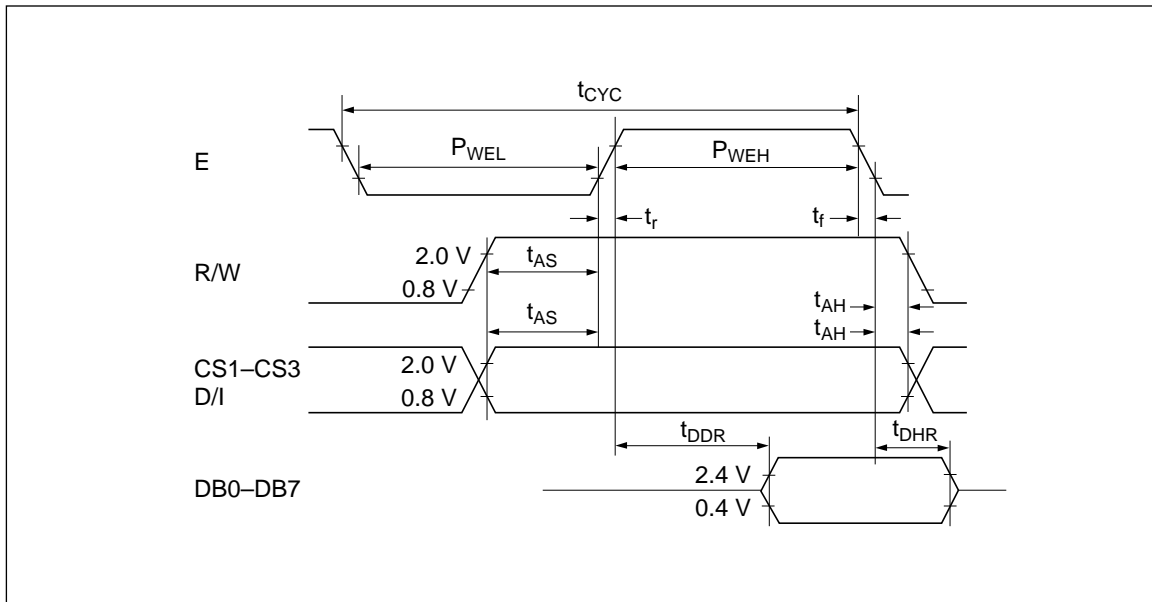 tCYC
E
PWEL
PWEH
tr
tf
R/W
2.0 V
0.8 V
tAS
tAH
tAS
tAH
CS1–CS3
D/I
2.0 V
0.8 V
tDDR
tDHR
DB0–DB7
2.4 V
0.4 V